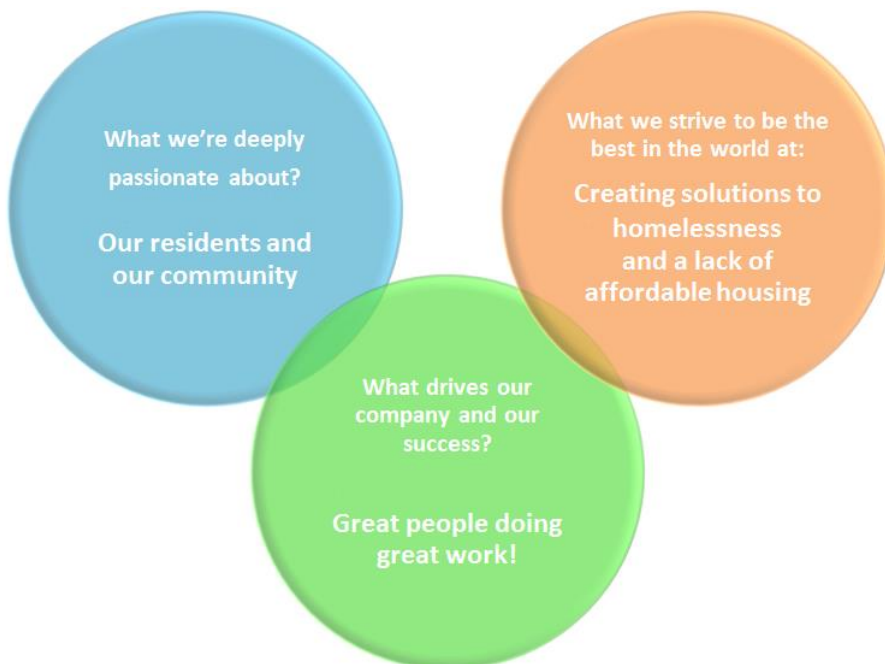 What we're deeply
passionate about?
Our residents and
our community
What we strive to be the
best in the world at:
Creating solutions to
homelessness
and a lack of
affordable housing
What drives our
company and our
success?
Great people doing
great work!